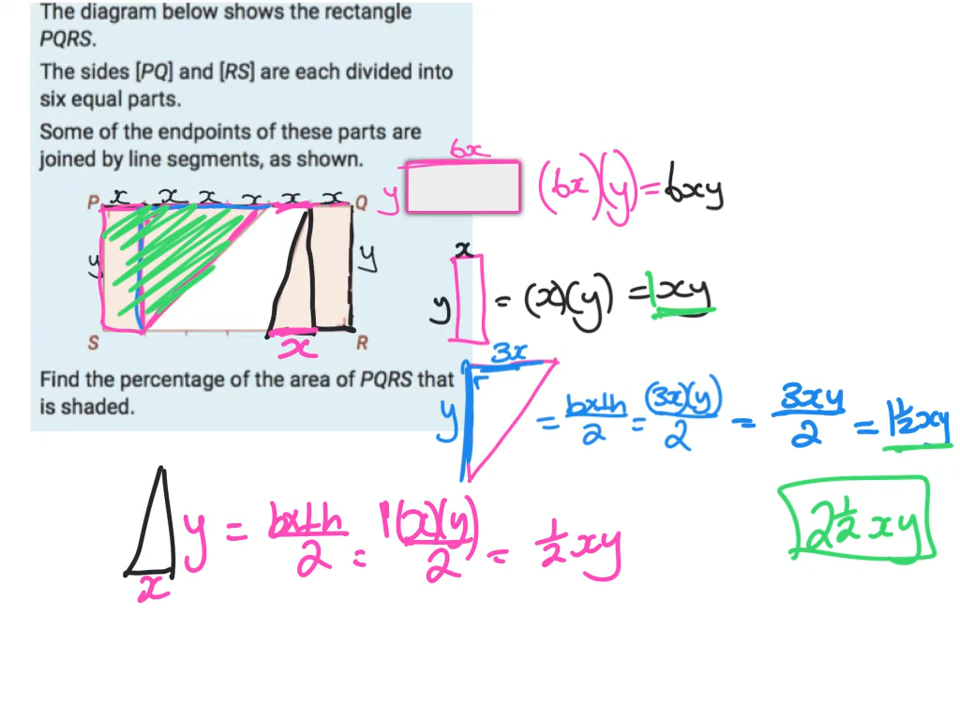 The diagram below shows the rectangle
PQRS.
The sides [PQ] and [RS] are each divided into
six equal parts.
Some of the endpoints of these parts are
joined by line segments, as shown.
6x
y (6x)(y) = 6xy
P x x x x x x Q
y y
S x R
x
y = (x)(y) = 1xy
Find the percentage of the area of PQRS that
is shaded.
3x
y = bx⊥h/2 = (3x)(y)/2 = 3xy/2 = 1½xy
x y = bx⊥h/2 = 1(x)(y)/2 = ½xy
2½xy